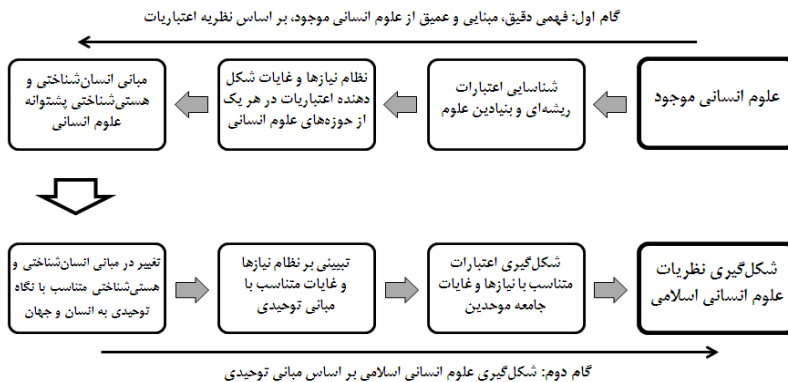 گام اول: فهمی دقیق، مبنایی و عمیق از علوم انسانی موجود، بر اساس نظریه اعتباریات
علوم انسانی موجود
شناسایی اعتبارات
ریشه‌ای و بنیادین علوم
نظام نیازها و غایات شکل
دهنده اعتباریات در هر یک
از حوزه‌های علوم انسانی
مبانی انسان‌شناختی و
هستی‌شناختی پشتوانه
علوم انسانی
تغییر در مبانی انسان‌شناختی و
هستی‌شناختی متناسب با نگاه
توحیدی به انسان و جهان
تبیینی بر نظام نیازها
و غایات متناسب با
مبانی توحیدی
شکل‌گیری اعتبارات
متناسب با نیازها و غایات
جامعه موحدین
شکل‌گیری نظریات
علوم انسانی اسلامی
گام دوم: شکل‌گیری علوم انسانی اسلامی بر اساس مبانی توحیدی